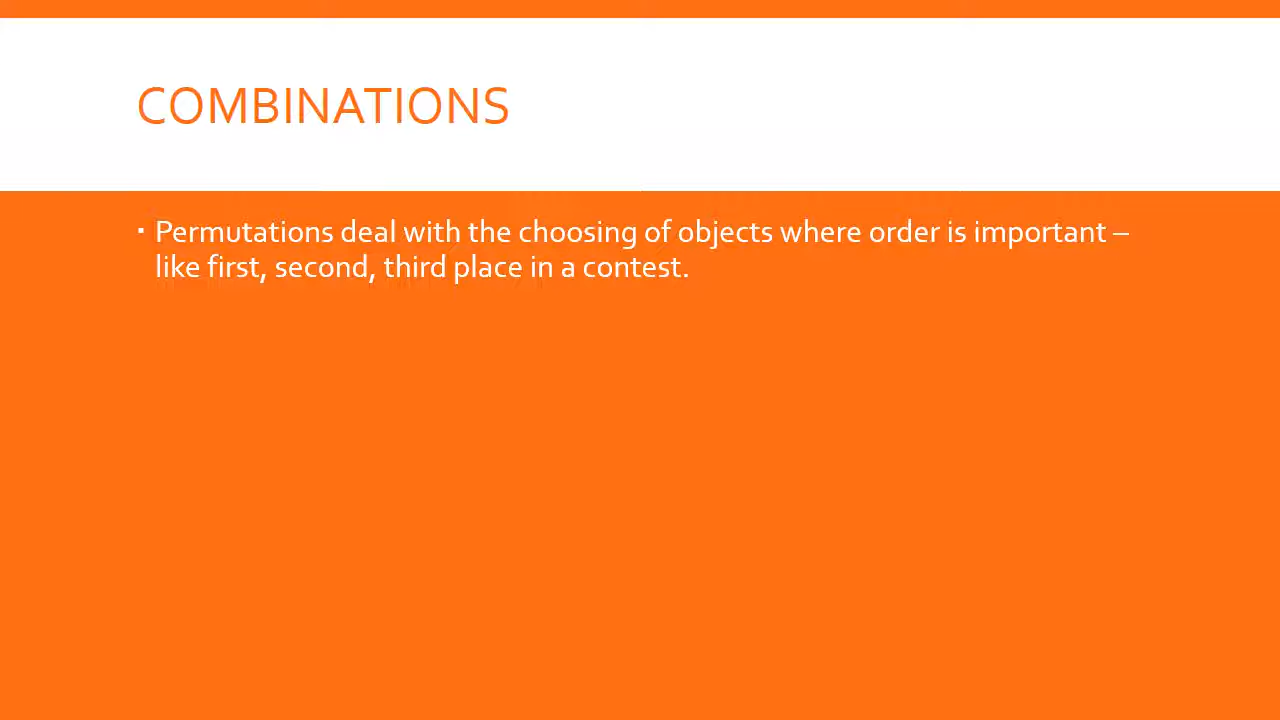 COMBINATIONS
▪ Permutations deal with the choosing of objects where order is important –
like first, second, third place in a contest.